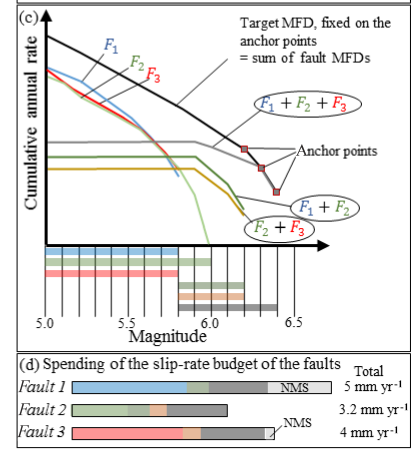 (c)
Target MFD, fixed on the
anchor points
= sum of fault MFDs
F₁
F₂
F₃
F₁ + F₂ + F₃
Anchor points
F₁ + F₂
F₂ + F₃
Cumulative annual rate
5.0 5.5 6.0 6.5
Magnitude
(d) Spending of the slip-rate budget of the faults
Total
Fault 1 NMS 5 mm yr⁻¹
Fault 2 3.2 mm yr⁻¹
Fault 3 NMS 4 mm yr⁻¹